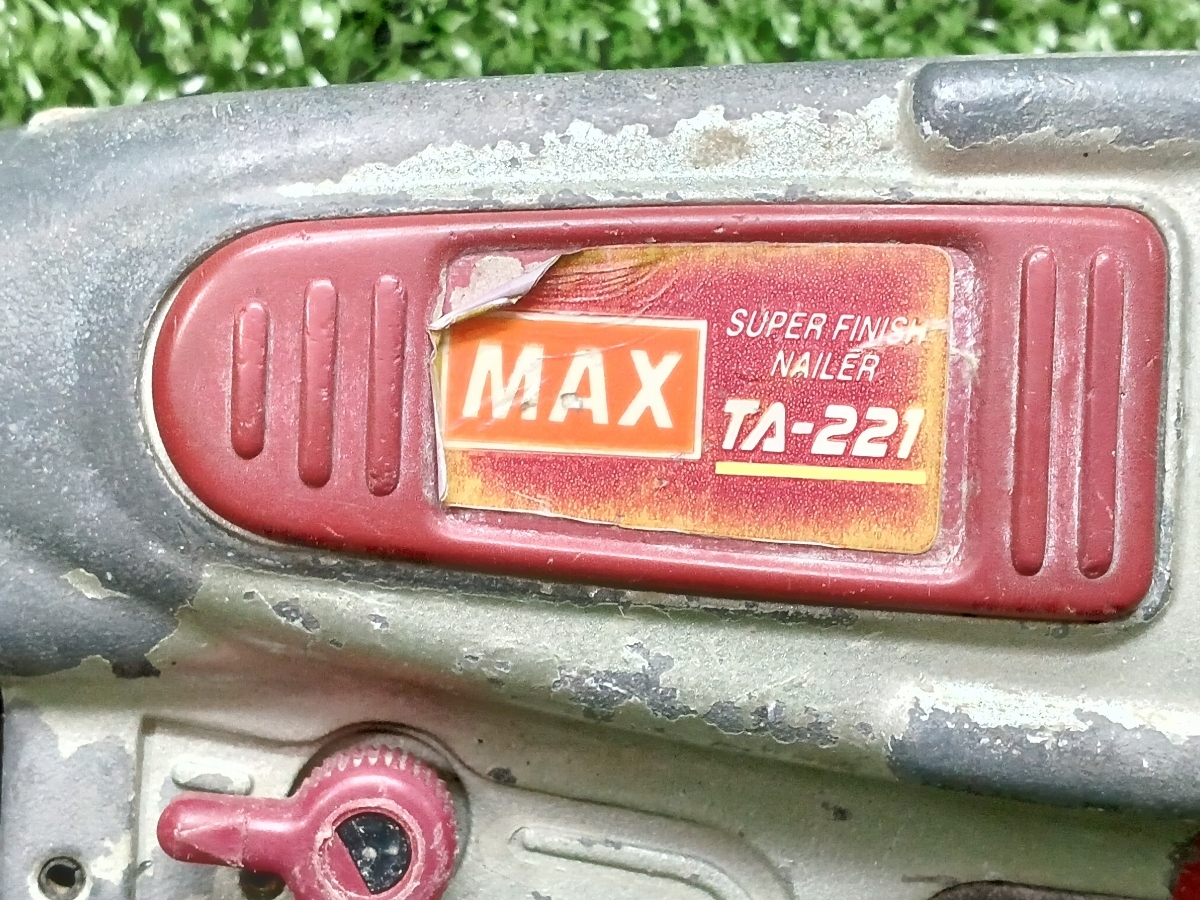 MAX
SUPER FINISH
NAILER
TA-221